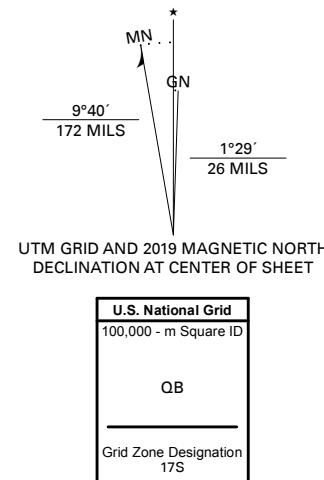 ★
MN
GN
9°40´
172 MILS
1°29´
26 MILS
UTM GRID AND 2019 MAGNETIC NORTH
DECLINATION AT CENTER OF SHEET
U.S. National Grid
100,000 - m Square ID
QB
Grid Zone Designation
17S